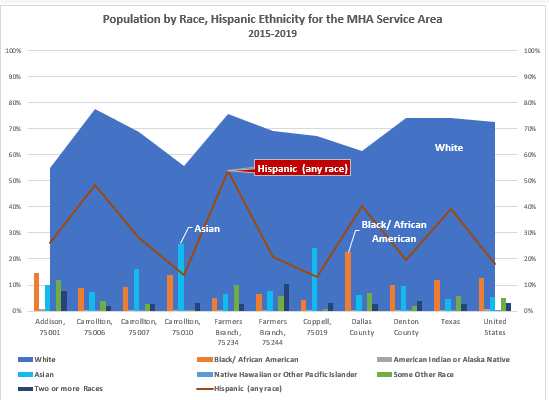 Population by Race, Hispanic Ethnicity for the MHA Service Area
2015-2019
100%
90%
80%
70%
60%
50%
40%
30%
20%
10%
0%
100%
90%
80%
70%
60%
50%
40%
30%
20%
10%
0%
White
Hispanic (any race)
Asian
Black/ African
American
Addison,
75001
Carrollton,
75006
Carrollton,
75007
Carrollton,
75010
Farmers
Branch,
75234
Farmers
Branch,
75244
Coppell,
75019
Dallas
County
Denton
County
Texas
United
States
White
Black/ African American
American Indian or Alaska Native
Asian
Native Hawaiian or Other Pacific Islander
Some Other Race
Two or more Races
Hispanic (any race)